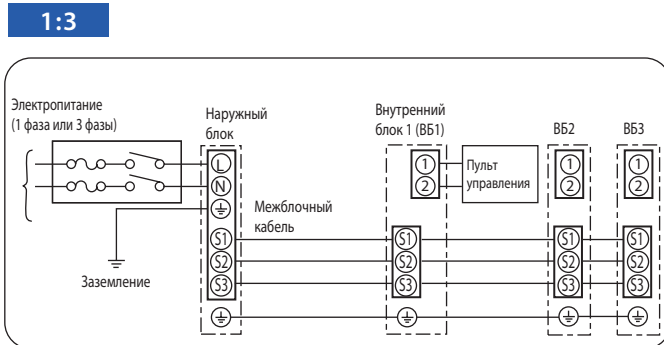 1:3
Электропитание
(1 фаза или 3 фазы)
Наружный
блок
Внутренний
блок 1 (ВБ1)
ВБ2
ВБ3
L
N
1
2
Пульт
управления
1
2
1
2
Межблочный
кабель
S1
S2
S3
S1
S2
S3
S1
S2
S3
S1
S2
S3
Заземление